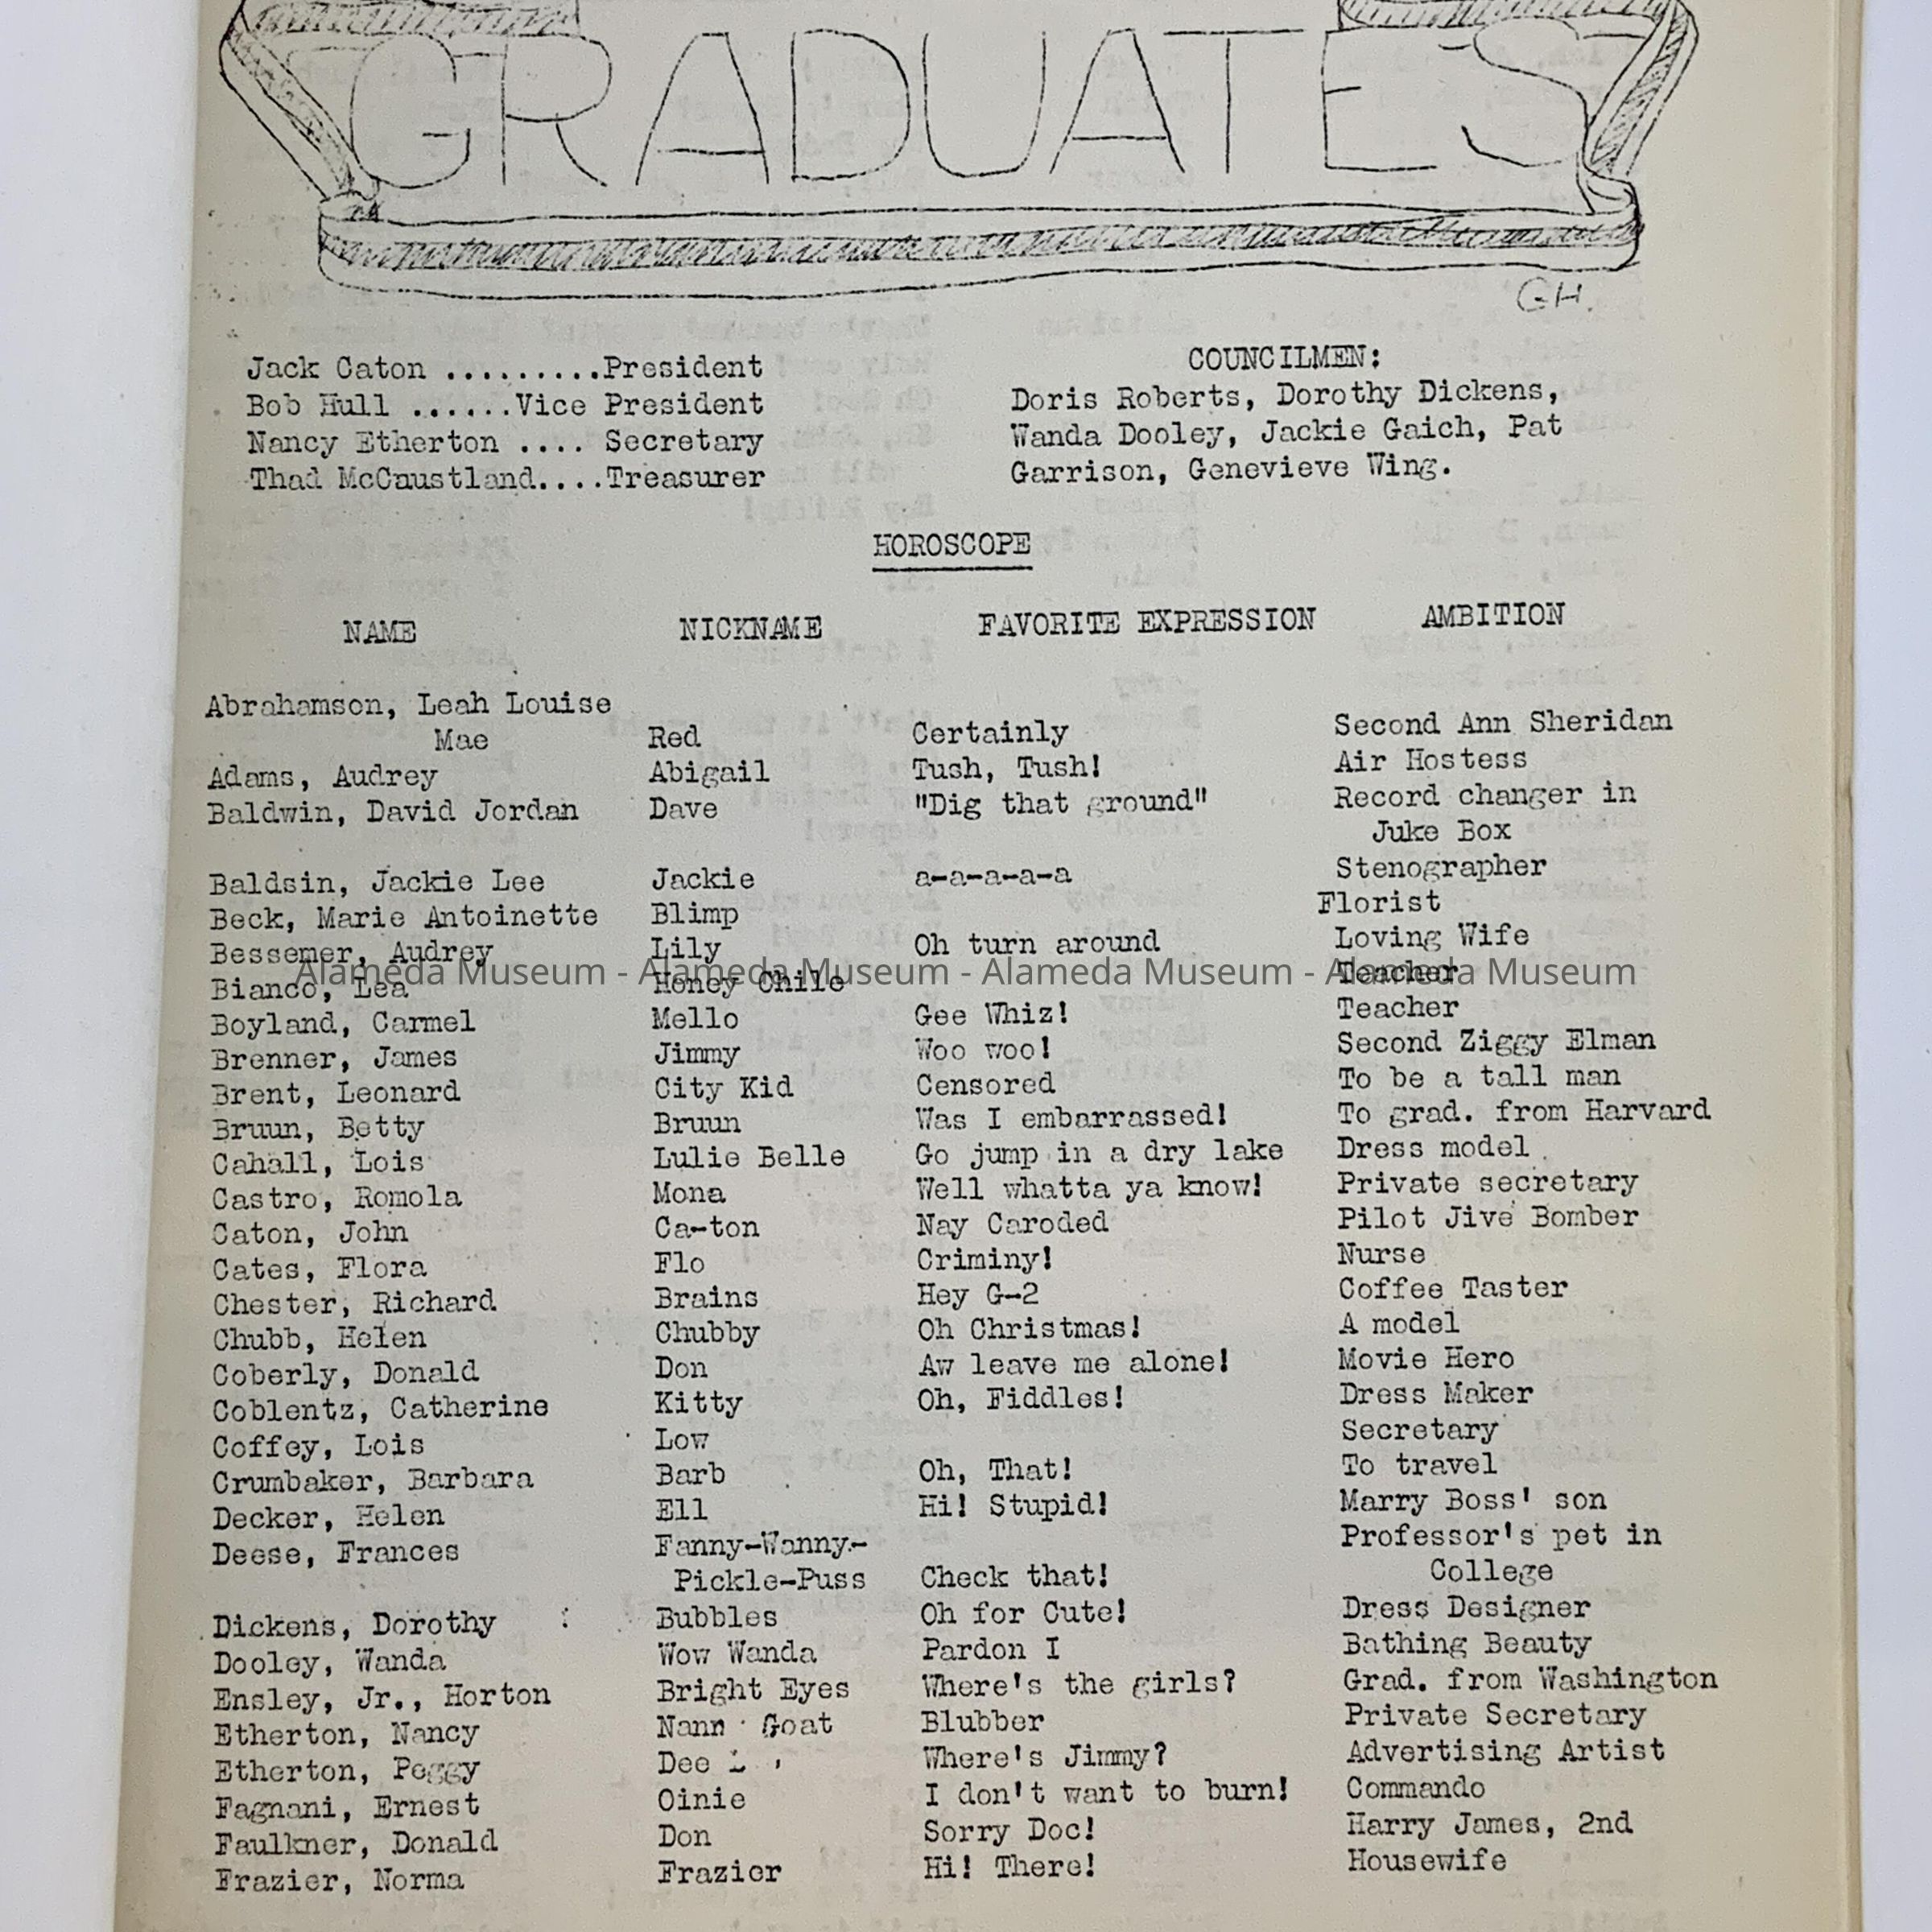 GRADUATES
GH.
Jack Caton .........President
Bob Hull ......Vice President
Nancy Etherton .... Secretary
Thad McCaustland....Treasurer
COUNCILMEN:
Doris Roberts, Dorothy Dickens,
Wanda Dooley, Jackie Gaich, Pat
Garrison, Genevieve Wing.
HOROSCOPE
NAME NICKNAME FAVORITE EXPRESSION AMBITION
Abrahamson, Leah Louise
Mae Red Certainly Second Ann Sheridan
Adams, Audrey Abigail Tush, Tush! Air Hostess
Baldwin, David Jordan Dave "Dig that ground" Record changer in
Juke Box
Baldsin, Jackie Lee Jackie a-a-a-a-a Stenographer
Beck, Marie Antoinette Blimp Florist
Bessemer, Audrey Lily Oh turn around Loving Wife
Alameda Museum - Alameda Museum - Alameda Museum - Alameda Museum
Bianco, Lea Honey Chile Teacher
Boyland, Carmel Mello Gee Whiz! Teacher
Brenner, James Jimmy Woo woo! Second Ziggy Elman
Brent, Leonard City Kid Censored To be a tall man
Bruun, Betty Bruun Was I embarrassed! To grad. from Harvard
Cahall, Lois Lulie Belle Go jump in a dry lake Dress model
Castro, Romola Mona Well whatta ya know! Private secretary
Caton, John Ca-ton Nay Caroded Pilot Jive Bomber
Cates, Flora Flo Criminy! Nurse
Chester, Richard Brains Hey G-2 Coffee Taster
Chubb, Helen Chubby Oh Christmas! A model
Coberly, Donald Don Aw leave me alone! Movie Hero
Coblentz, Catherine Kitty Oh, Fiddles! Dress Maker
Coffey, Lois Low Secretary
Crumbaker, Barbara Barb Oh, That! To travel
Decker, Helen Ell Hi! Stupid! Marry Boss' son
Deese, Frances Fanny-Wanny- Professor's pet in
Pickle-Puss Check that! College
Dickens, Dorothy Bubbles Oh for Cute! Dress Designer
Dooley, Wanda Wow Wanda Pardon I Bathing Beauty
Ensley, Jr., Horton Bright Eyes Where's the girls? Grad. from Washington
Etherton, Nancy Nann Goat Blubber Private Secretary
Etherton, Peggy Dee Where's Jimmy? Advertising Artist
Fagnani, Ernest Oinie I don't want to burn! Commando
Faulkner, Donald Don Sorry Doc! Harry James, 2nd
Frazier, Norma Frazier Hi! There! Housewife